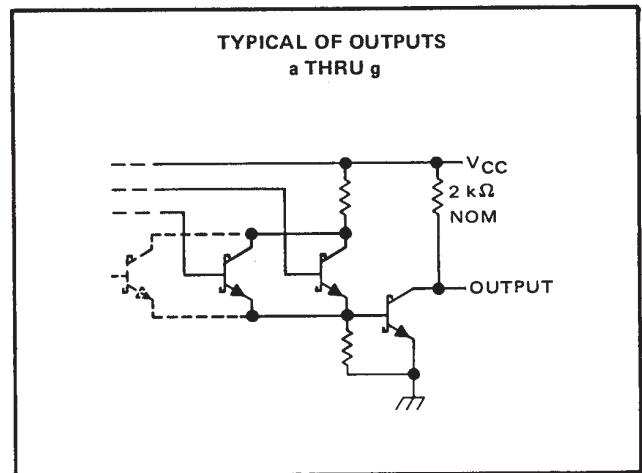 TYPICAL OF OUTPUTS
a THRU g
VCC
2 kΩ
NOM
OUTPUT